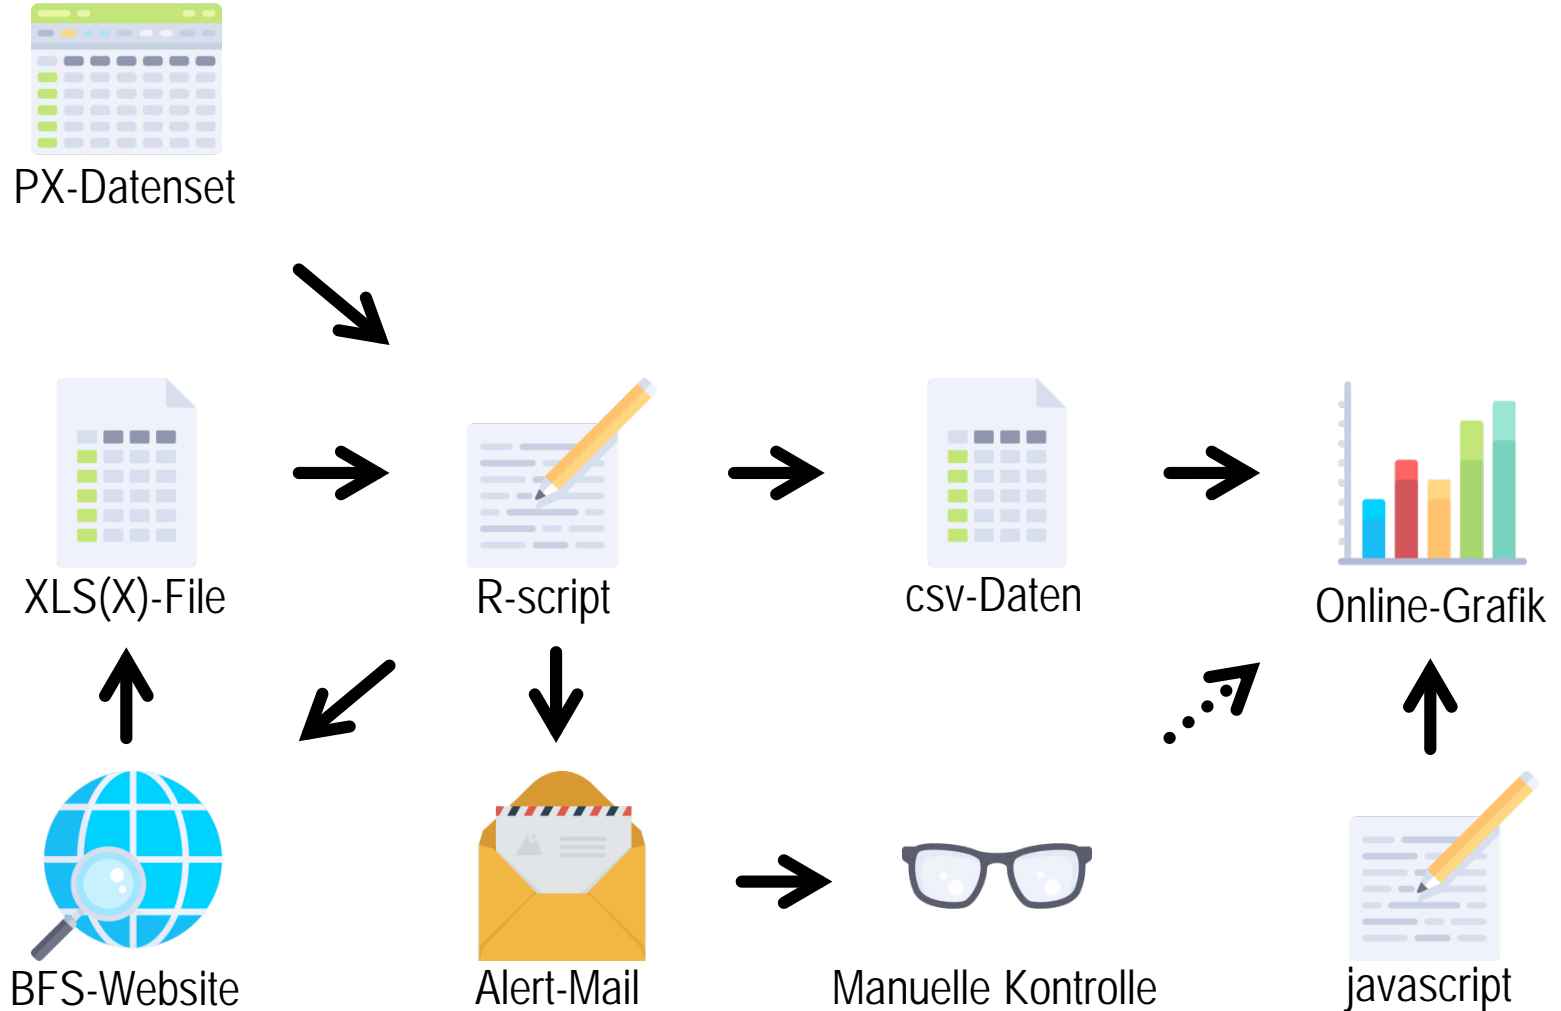 PX-Datenset
XLS(X)-File
R-script
csv-Daten
Online-Grafik
BFS-Website
Alert-Mail
Manuelle Kontrolle
javascript